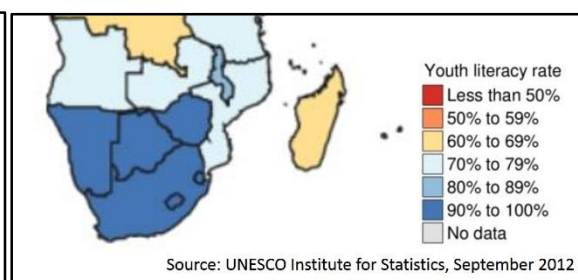 Youth literacy rate
Less than 50%
50% to 59%
60% to 69%
70% to 79%
80% to 89%
90% to 100%
No data
Source: UNESCO Institute for Statistics, September 2012